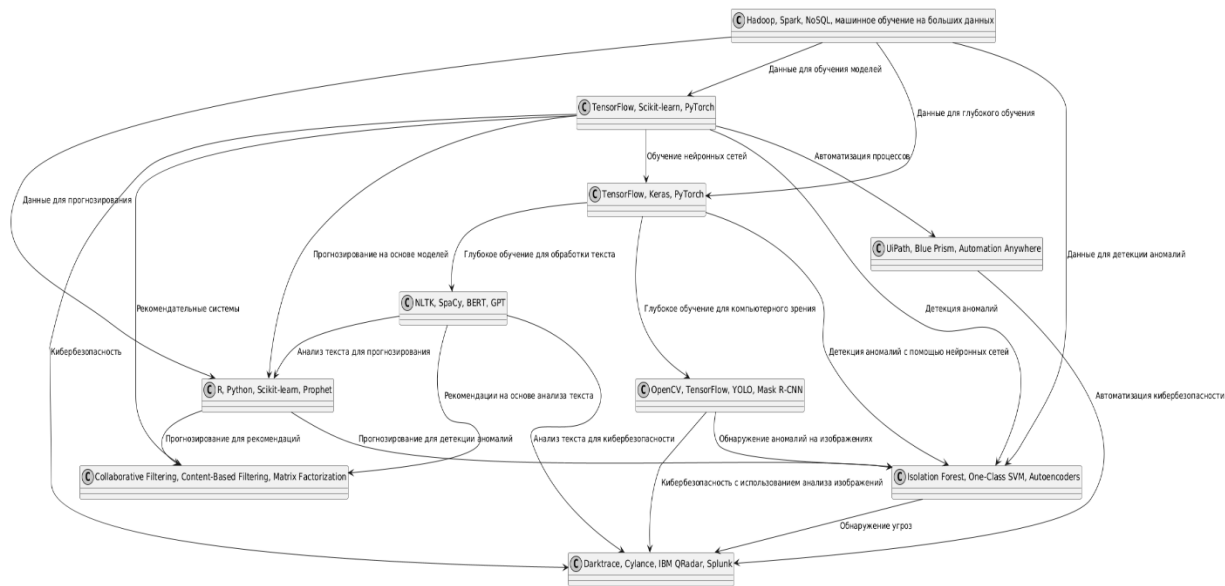 C Hadoop, Spark, NoSQL, машинное обучение на больших данных
Данные для обучения моделей
C TensorFlow, Scikit-learn, PyTorch
Данные для глубокого обучения
Обучение нейронных сетей
Автоматизация процессов
C TensorFlow, Keras, PyTorch
Данные для прогнозирования
C UiPath, Blue Prism, Automation Anywhere
Прогнозирование на основе моделей
Глубокое обучение для обработки текста
Данные для детекции аномалий
C NLTK, SpaCy, BERT, GPT
Рекомендательные системы
Глубокое обучение для компьютерного зрения
Детекция аномалий
Кибербезопасность
Анализ текста для прогнозирования
Детекция аномалий с помощью нейронных сетей
C R, Python, Scikit-learn, Prophet
Рекомендации на основе анализа текста
C OpenCV, TensorFlow, YOLO, Mask R-CNN
Автоматизация кибербезопасности
Прогнозирование для рекомендаций
Прогнозирование для детекции аномалий
Анализ текста для кибербезопасности
Обнаружение аномалий на изображениях
C Collaborative Filtering, Content-Based Filtering, Matrix Factorization
Кибербезопасность с использованием анализа изображений
C Isolation Forest, One-Class SVM, Autoencoders
Обнаружение угроз
C Darktrace, Cylance, IBM QRadar, Splunk